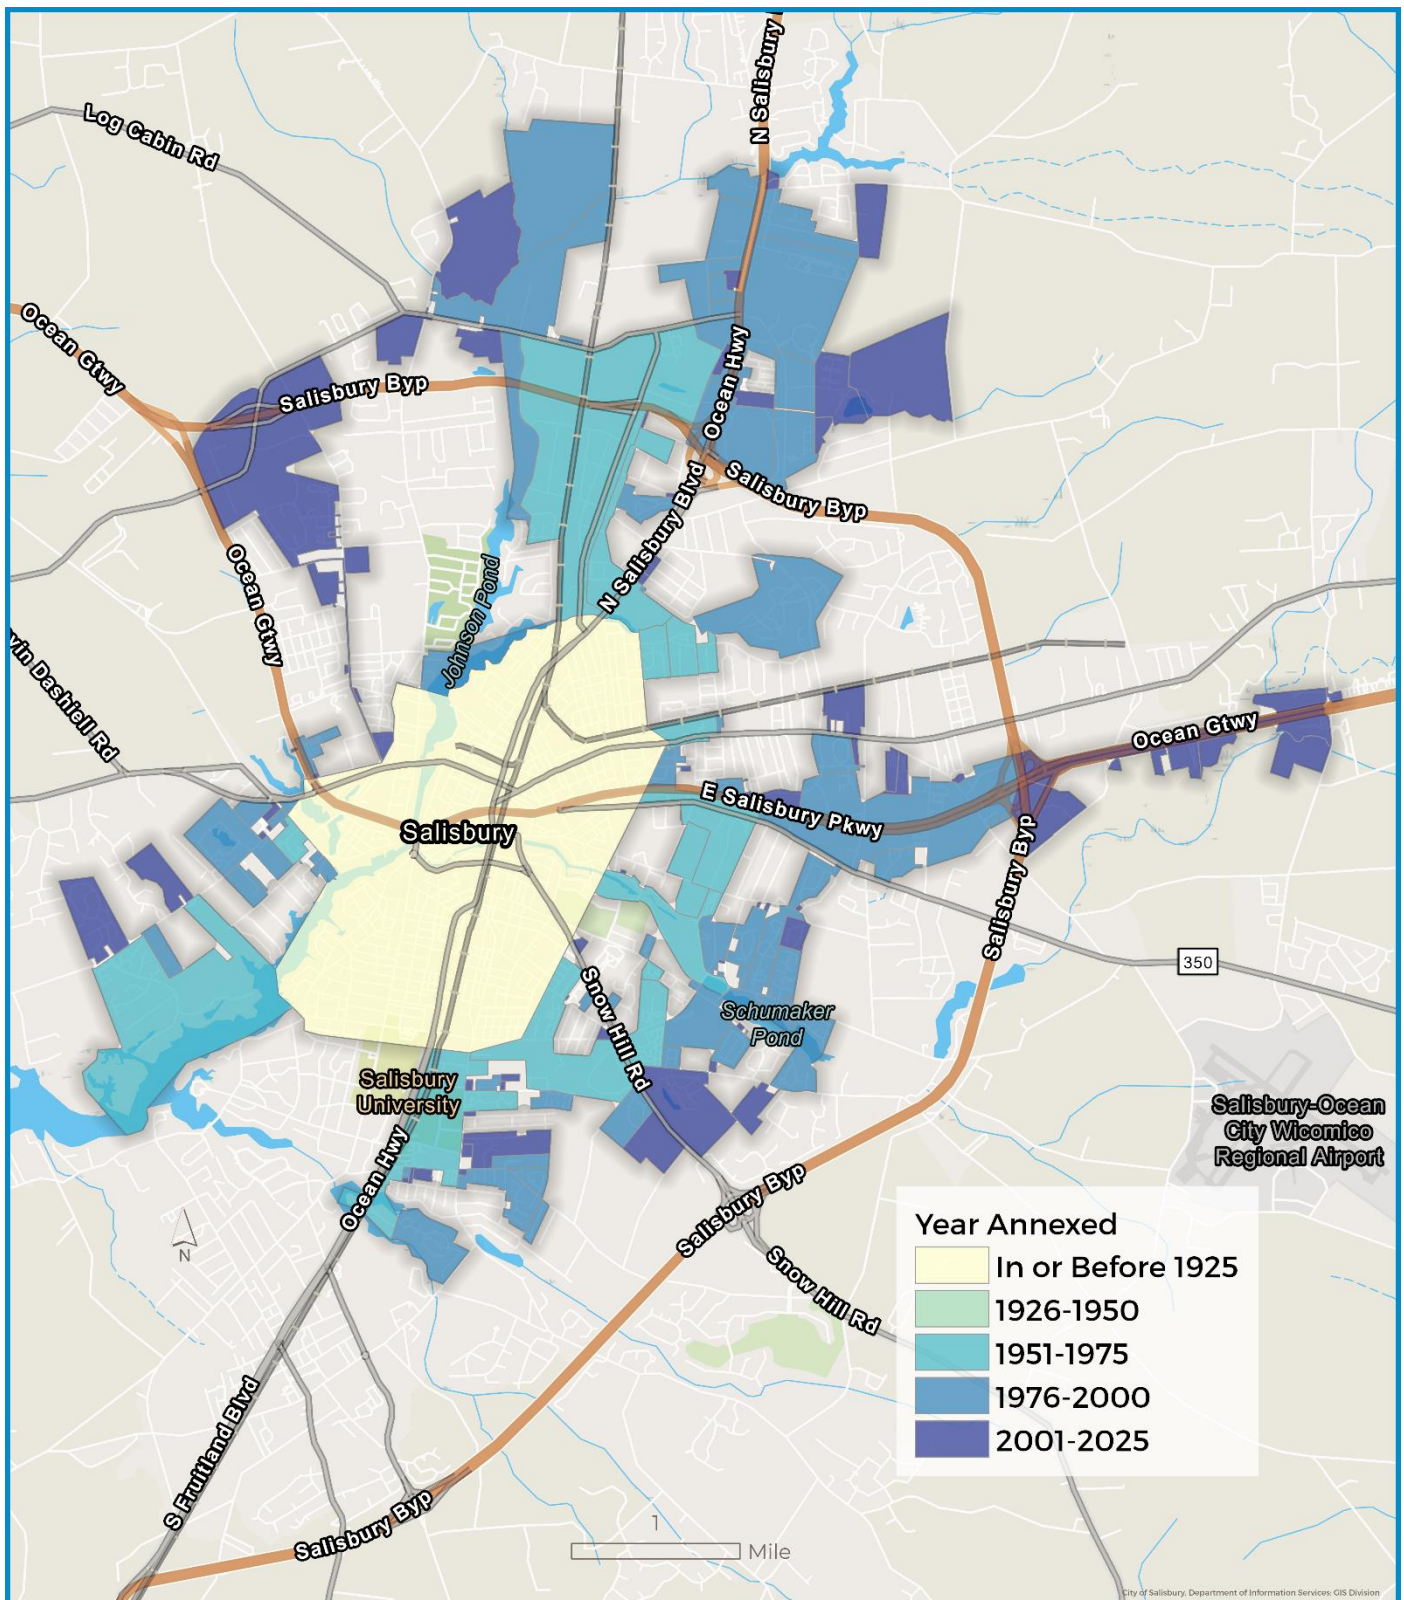 N Salisbury
Log Cabin Rd
Ocean Gtwy
Salisbury Byp
Ocean Hwy
N Salisbury Blvd
Salisbury Byp
Ocean Gtwy
Johnson Pond
vin Dashiell Rd
Ocean Gtwy
E Salisbury Pkwy
Salisbury
Salisbury Byp
350
Snow Hill Rd
Schumaker
Pond
Salisbury
University
Salisbury-Ocean
City Wicomico
Regional Airport
Ocean Hwy
Salisbury Byp
Snow Hill Rd
N
S Fruitland Blvd
Salisbury Byp
Year Annexed
In or Before 1925
1926-1950
1951-1975
1976-2000
2001-2025
1
Mile
City of Salisbury, Department of Information Services: GIS Division